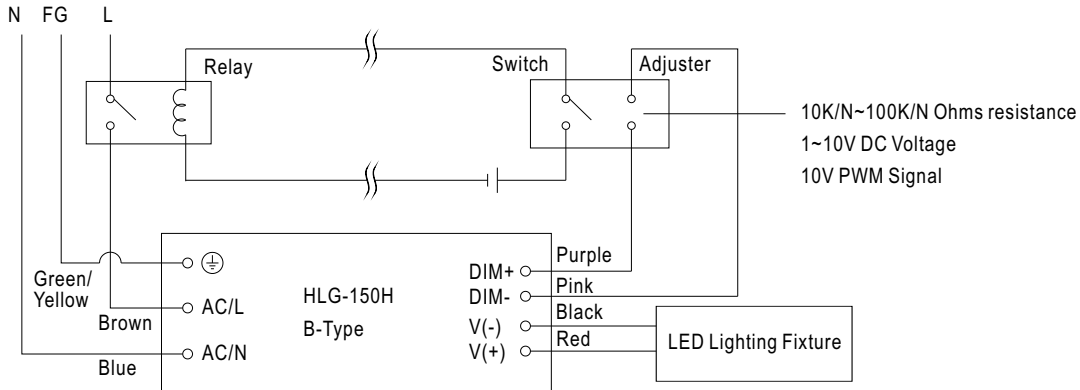 N FG L
Relay
Switch
Adjuster
10K/N~100K/N Ohms resistance
1~10V DC Voltage
10V PWM Signal
Green/
Yellow
Brown
Blue
AC/L
AC/N
HLG-150H
B-Type
DIM+
DIM-
V(-)
V(+)
Purple
Pink
Black
Red
LED Lighting Fixture